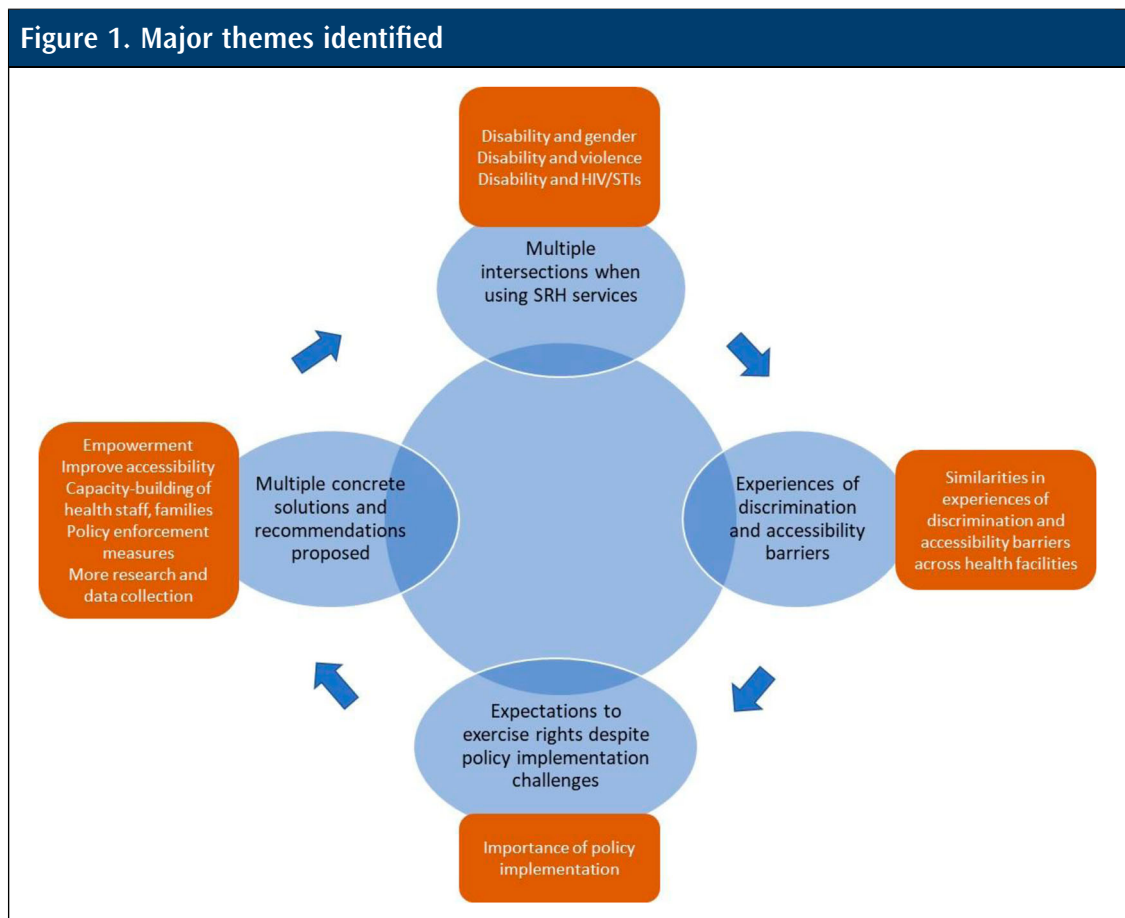 Figure 1. Major themes identified
Disability and gender
Disability and violence
Disability and HIV/STIs
Multiple
intersections when
using SRH services
Empowerment
Improve accessibility
Capacity-building of
health staff, families
Policy enforcement
measures
More research and
data collection
Multiple concrete
solutions and
recommendations
proposed
Experiences of
discrimination
and accessibility
barriers
Similarities in
experiences of
discrimination and
accessibility barriers
across health facilities
Expectations to
exercise rights despite
policy implementation
challenges
Importance of policy
implementation